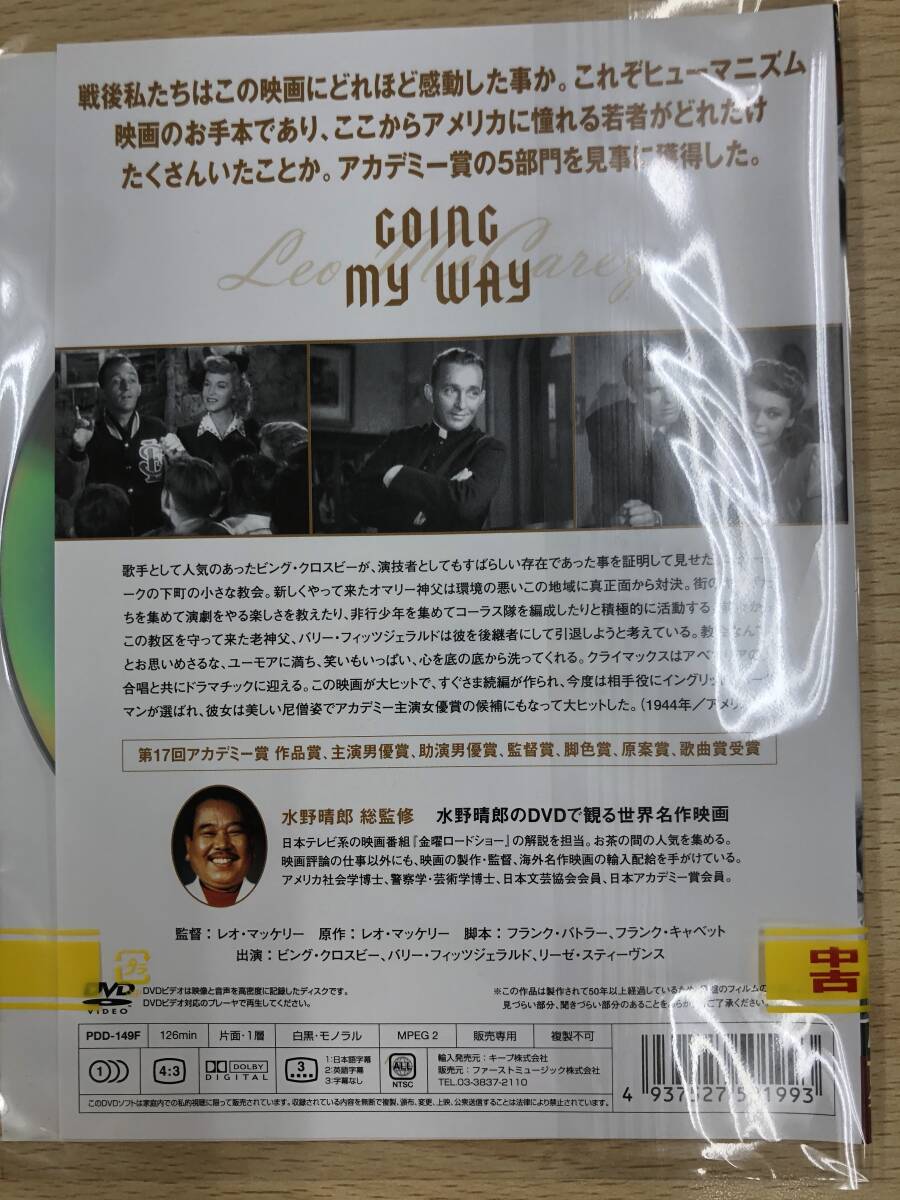 戦後私たちはこの映画にどれほど感動した事か。これぞヒューマニズム
映画のお手本であり、ここからアメリカに憧れる若者がどれだけ
たくさんいたことか。アカデミー賞の5部門を見事に獲得した。
Leo McCarey
GOING
MY WAY
歌手として人気のあったビング・クロスビーが、演技者としてもすばらしい存在であった事を証明して見せた
ークの下町の小さな教会。新しくやって来たオマリー神父は環境の悪いこの地域に真正面から対決。街の
ちを集めて演劇をやる楽しさを教えたり、非行少年を集めてコーラス隊を編成したりと積極的に活動する
この教区を守って来た老神父、バリー・フィッツジェラルドは彼を後継者にして引退しようと考えている。教会なんて
とお思いめさるな、ユーモアに満ち、笑いもいっぱい、心を底の底から洗ってくれる。クライマックスはアベマリアの
合唱と共にドラマチックに迎える。この映画が大ヒットで、すぐさま続編が作られ、今度は相手役にイングリッド
マンが選ばれ、彼女は美しい尼僧姿でアカデミー主演女優賞の候補にもなって大ヒットした。(1944年/アメリ
第17回アカデミー賞 作品賞、主演男優賞、助演男優賞、監督賞、脚色賞、原案賞、歌曲賞受賞
水野晴郎 総監修 水野晴郎のDVDで観る世界名作映画
日本テレビ系の映画番組『金曜ロードショー』の解説を担当。お茶の間の人気を集める。
映画評論の仕事以外にも、映画の製作・監督、海外名作映画の輸入配給を手がけている。
アメリカ社会学博士、警察学・芸術学博士、日本文芸協会会員、日本アカデミー賞会員。
監督:レオ・マッケリー 原作:レオ・マッケリー 脚本:フランク・バトラー、フランク・キャベット
出演:ビング・クロスビー、バリー・フィッツジェラルド、リーゼ・スティーヴンス
中古
DVD
VIDEO
DVDビデオは映像と音声を高密度に記録したディスクです。
DVDビデオ対応のプレーヤで再生してください。
※この作品は製作されて50年以上経過しているため、
盤のフィルムの
見づらい部分、聞きづらい部分のあることをあらかじめご了承ください。
PDD-149F 126min 片面・1層 白黒・モノラル MPEG 2 販売専用 複製不可
1 4:3 DOLBY DIGITAL 3 1:日本語字幕 2:英語字幕 3:字幕なし ALL NTSC
輸入発売元:キープ株式会社
販売元:ファーストミュージック株式会社
TEL.03-3837-2110
このDVDソフトは家庭内での私的視聴に限って販売されています。収録されている内容を無断で複製、頒布、変更、上映、公衆送信することは法律により禁止されています。